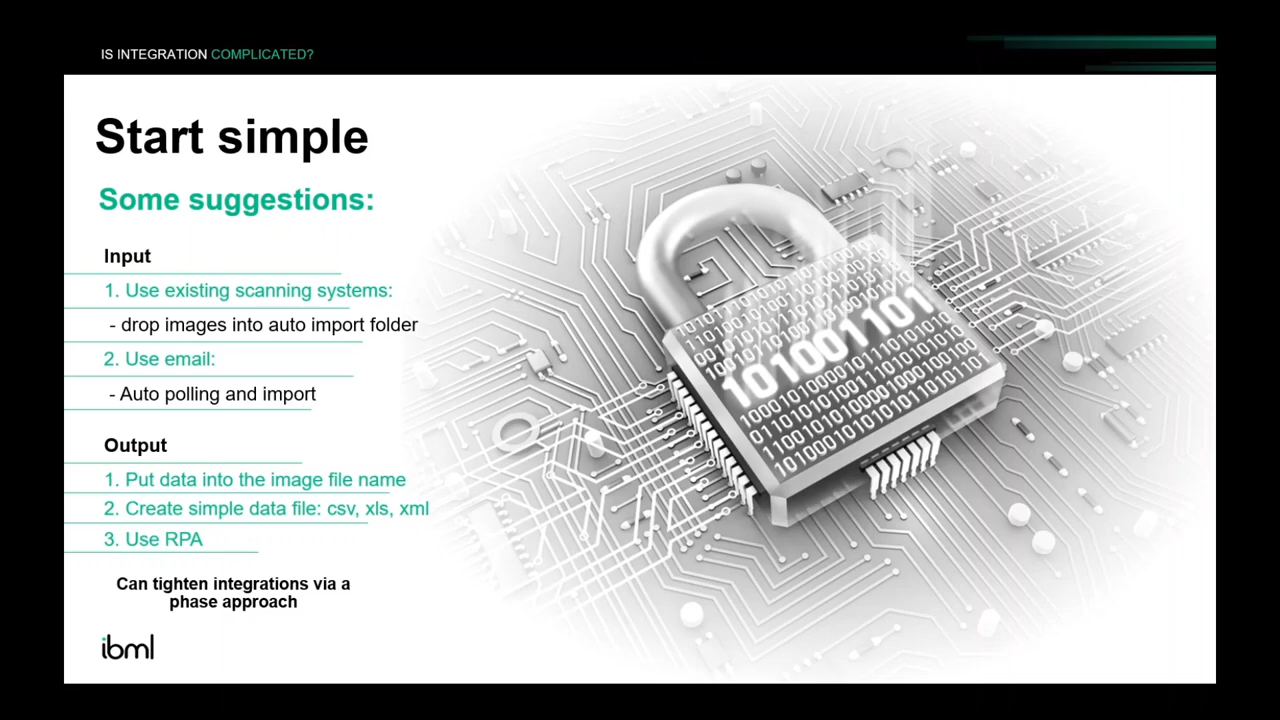 IS INTEGRATION COMPLICATED?
Start simple
Some suggestions:
Input
1. Use existing scanning systems:
- drop images into auto import folder
2. Use email:
- Auto polling and import
Output
1. Put data into the image file name
2. Create simple data file: csv, xls, xml
3. Use RPA
Can tighten integrations via a
phase approach
ibml
101001101